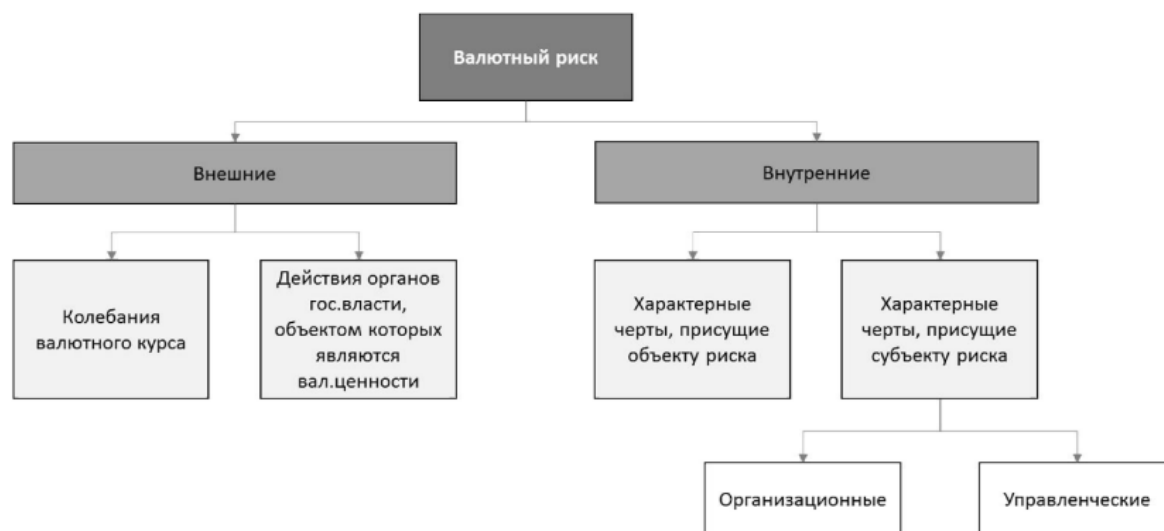 Валютный риск
Внешние
Внутренние
Колебания
валютного курса
Действия органов
гос.власти,
объектом которых
являются
вал.ценности
Характерные
черты, присущие
объекту риска
Характерные
черты, присущие
субъекту риска
Организационные
Управленческие